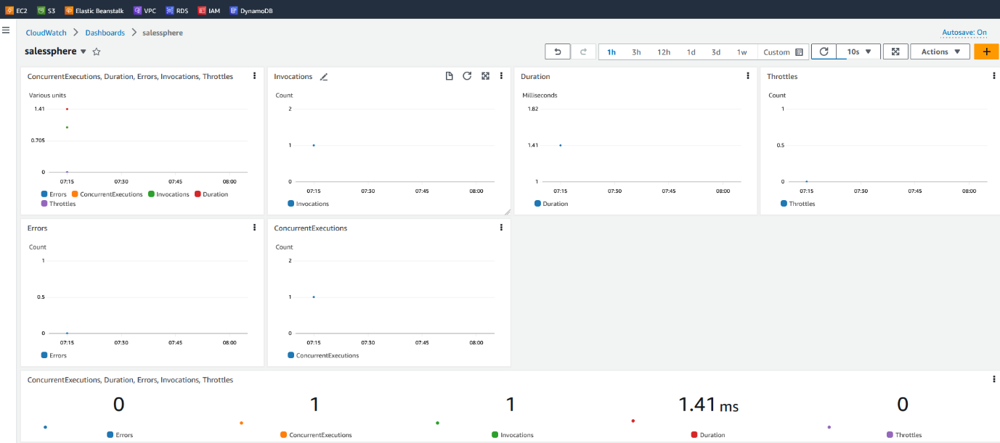 EC2 S3 Elastic Beanstalk VPC RDS IAM DynamoDB
CloudWatch Dashboards salessphere Autosave: On
salessphere 1h 3h 12h 1d 3d 1w Custom 10s Actions
ConcurrentExecutions, Duration, Errors, Invocations, Throttles
Various units
1.41
0.705
0
07:15 07:30 07:45 08:00
Errors ConcurrentExecutions Invocations Duration
Throttles
Invocations
Count
2
1
0
07:15 07:30 07:45 08:00
Invocations
Duration
Milliseconds
1.82
1.41
1
07:15 07:30 07:45 08:00
Duration
Throttles
Count
1
0.5
0
07:15 07:30 07:45 08:00
Throttles
Errors
Count
1
0.5
0
07:15 07:30 07:45 08:00
Errors
ConcurrentExecutions
Count
2
1
0
07:15 07:30 07:45 08:00
ConcurrentExecutions
ConcurrentExecutions, Duration, Errors, Invocations, Throttles
0 1 1 1.41 ms 0
Errors ConcurrentExecutions Invocations Duration Throttles